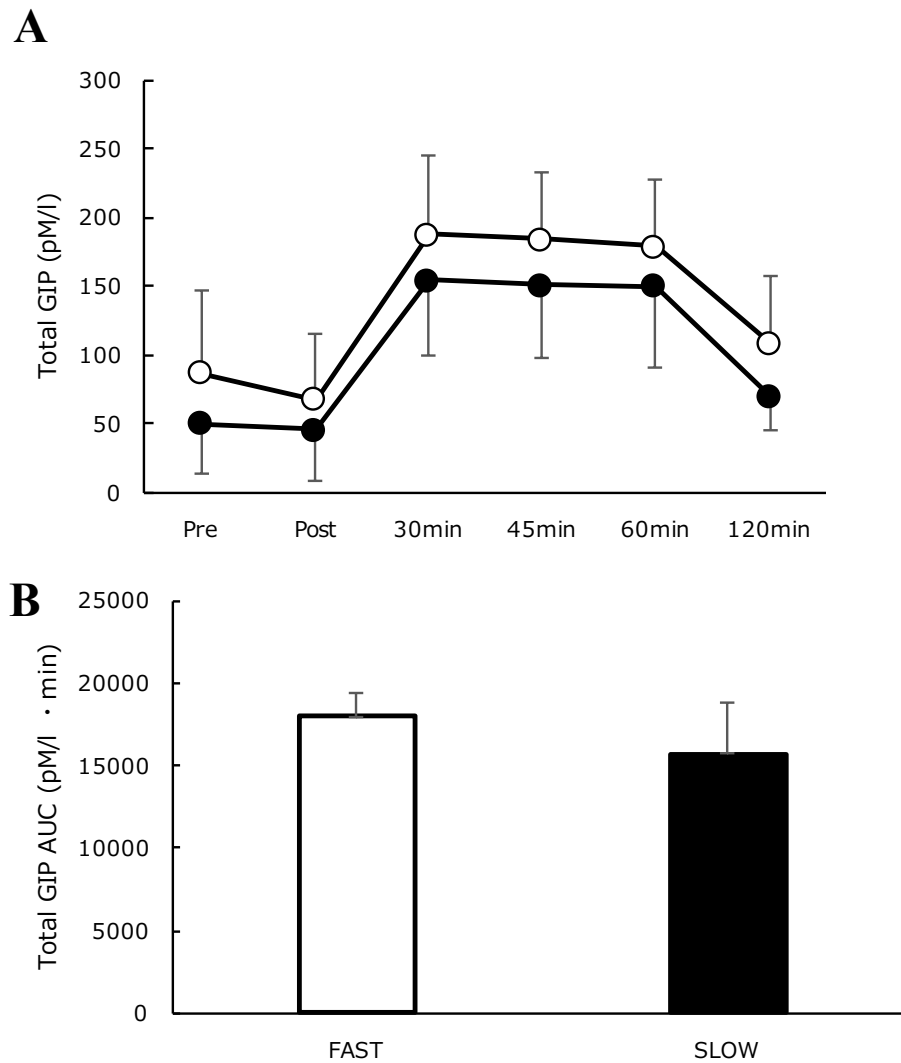 A
Total GIP (pM/l)
300
250
200
150
100
50
0
Pre Post 30min 45min 60min 120min
B
Total GIP AUC (pM/l ・min)
25000
20000
15000
10000
5000
0
FAST SLOW